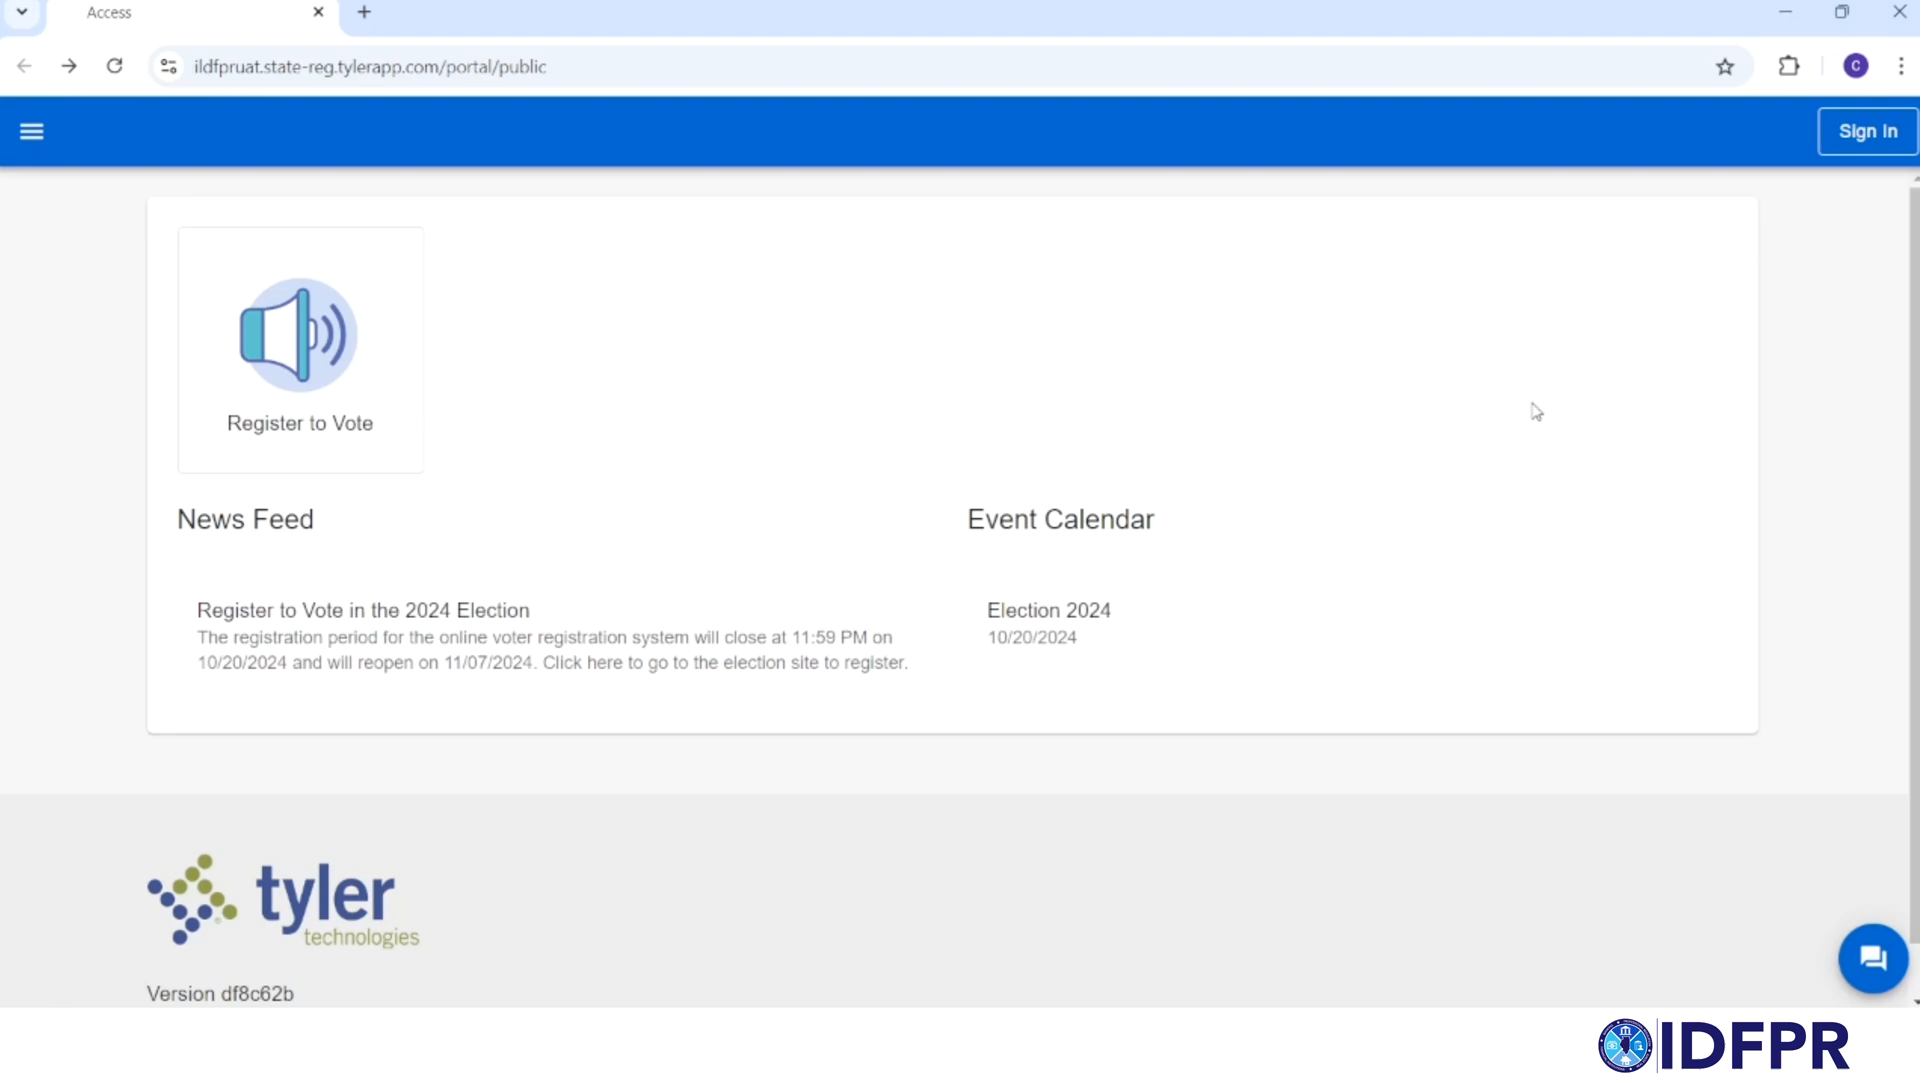 Access
ildfpruat.state-reg.tylerapp.com/portal/public
C
Sign In
Register to Vote
News Feed
Event Calendar
Register to Vote in the 2024 Election
The registration period for the online voter registration system will close at 11:59 PM on
10/20/2024 and will reopen on 11/07/2024. Click here to go to the election site to register.
Election 2024
10/20/2024
tyler
technologies
Version df8c62b
IDFPR